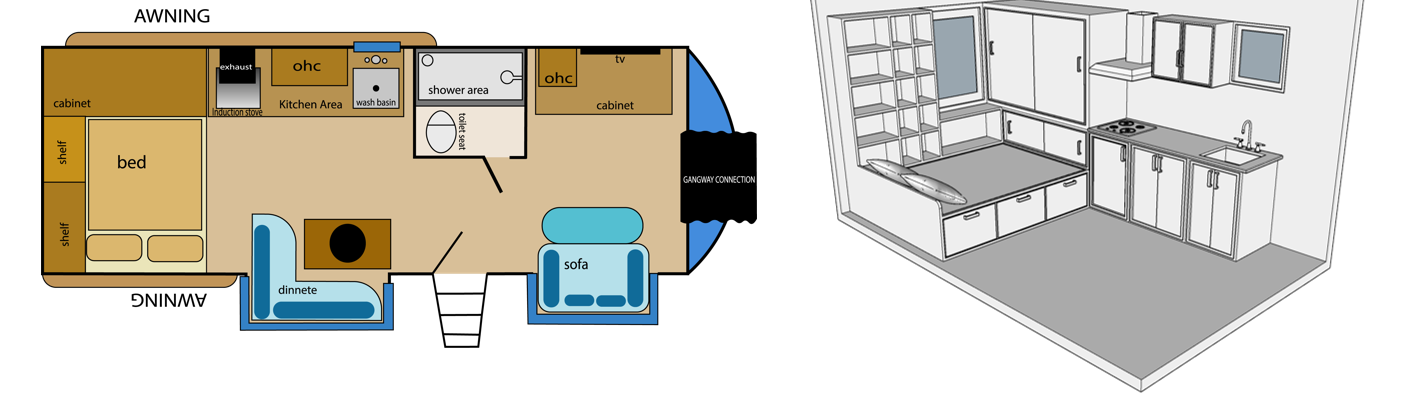 AWNING
exhaust
ohc
tv
ohc
cabinet
Kitchen Area
wash basin
Induction stove
shower area
cabinet
toilet seat
shelf
bed
GANGWAY CONNECTION
shelf
sofa
dinnete
AWNING